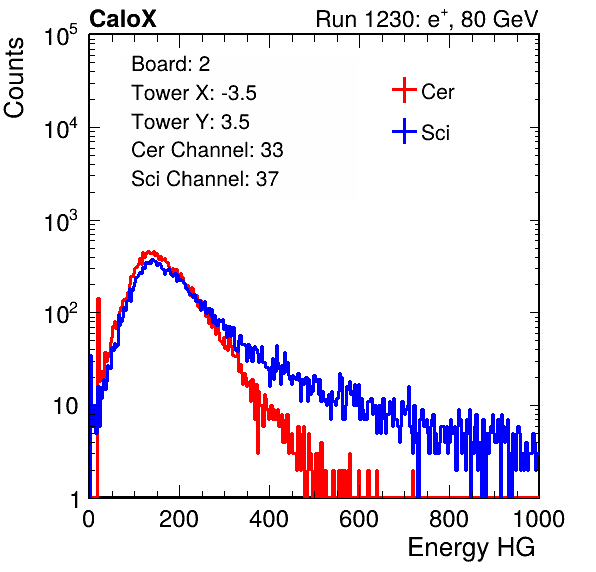 CaloX
Run 1230: e⁺, 80 GeV
Counts
Board: 2
Tower X: -3.5
Tower Y: 3.5
Cer Channel: 33
Sci Channel: 37
Cer
Sci
10⁵
10⁴
10³
10²
10
1
0 200 400 600 800 1000
Energy HG